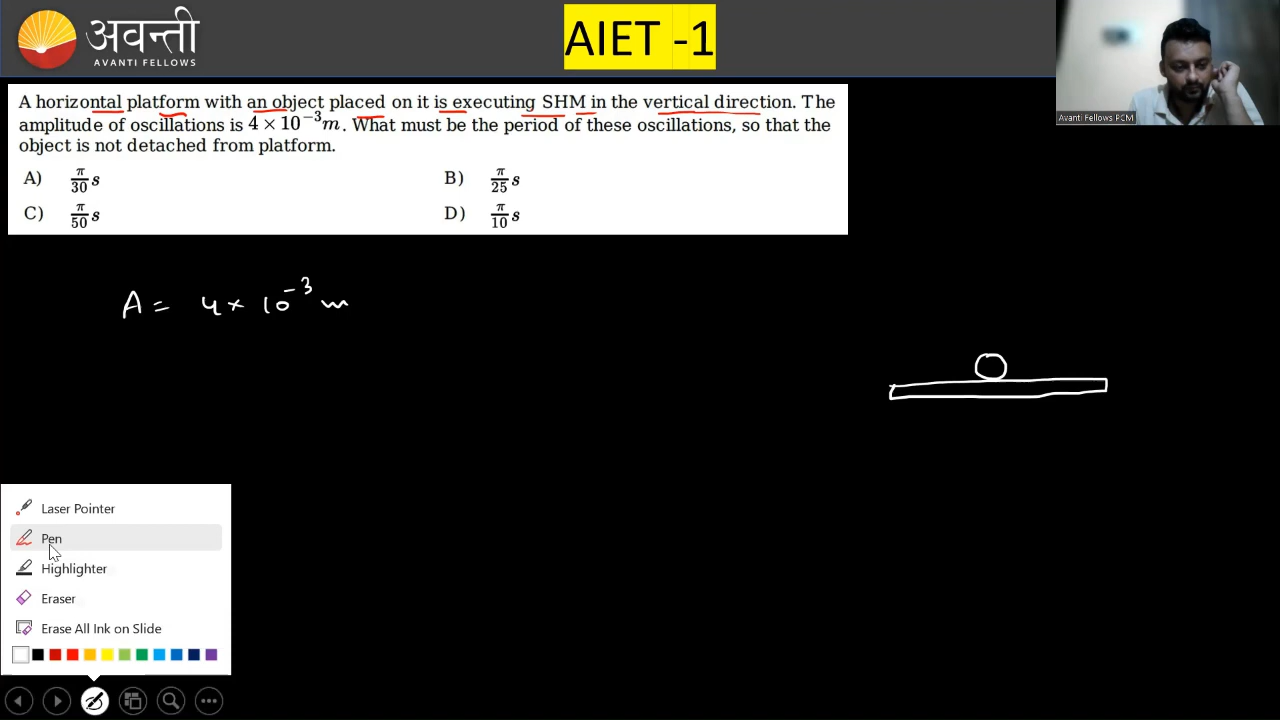 अवन्ती
AVANTI FELLOWS
AIET -1
Avanti Fellows PCM
A horizontal platform with an object placed on it is executing SHM in the vertical direction. The
amplitude of oscillations is 4 × 10⁻³m. What must be the period of these oscillations, so that the
object is not detached from platform.
A) π/30 s
B) π/25 s
C) π/50 s
D) π/10 s
A = 4 × 10⁻³ m
Laser Pointer
Pen
Highlighter
Eraser
Erase All Ink on Slide